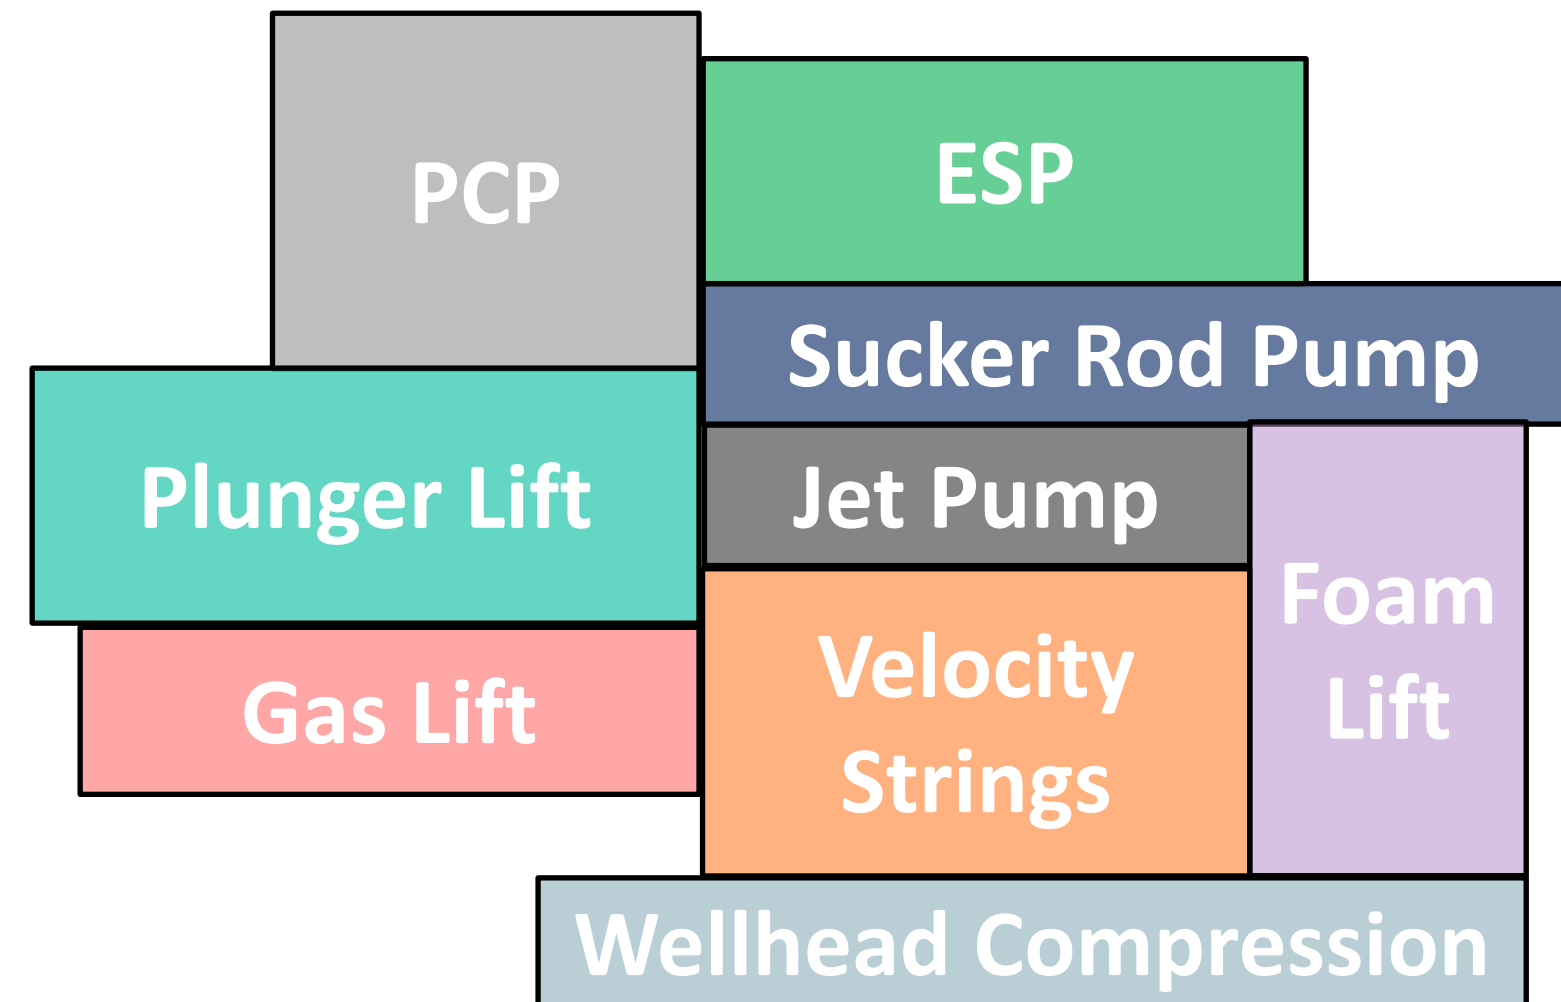 PCP
ESP
Sucker Rod Pump
Plunger Lift
Jet Pump
Foam
Lift
Gas Lift
Velocity
Strings
Wellhead Compression